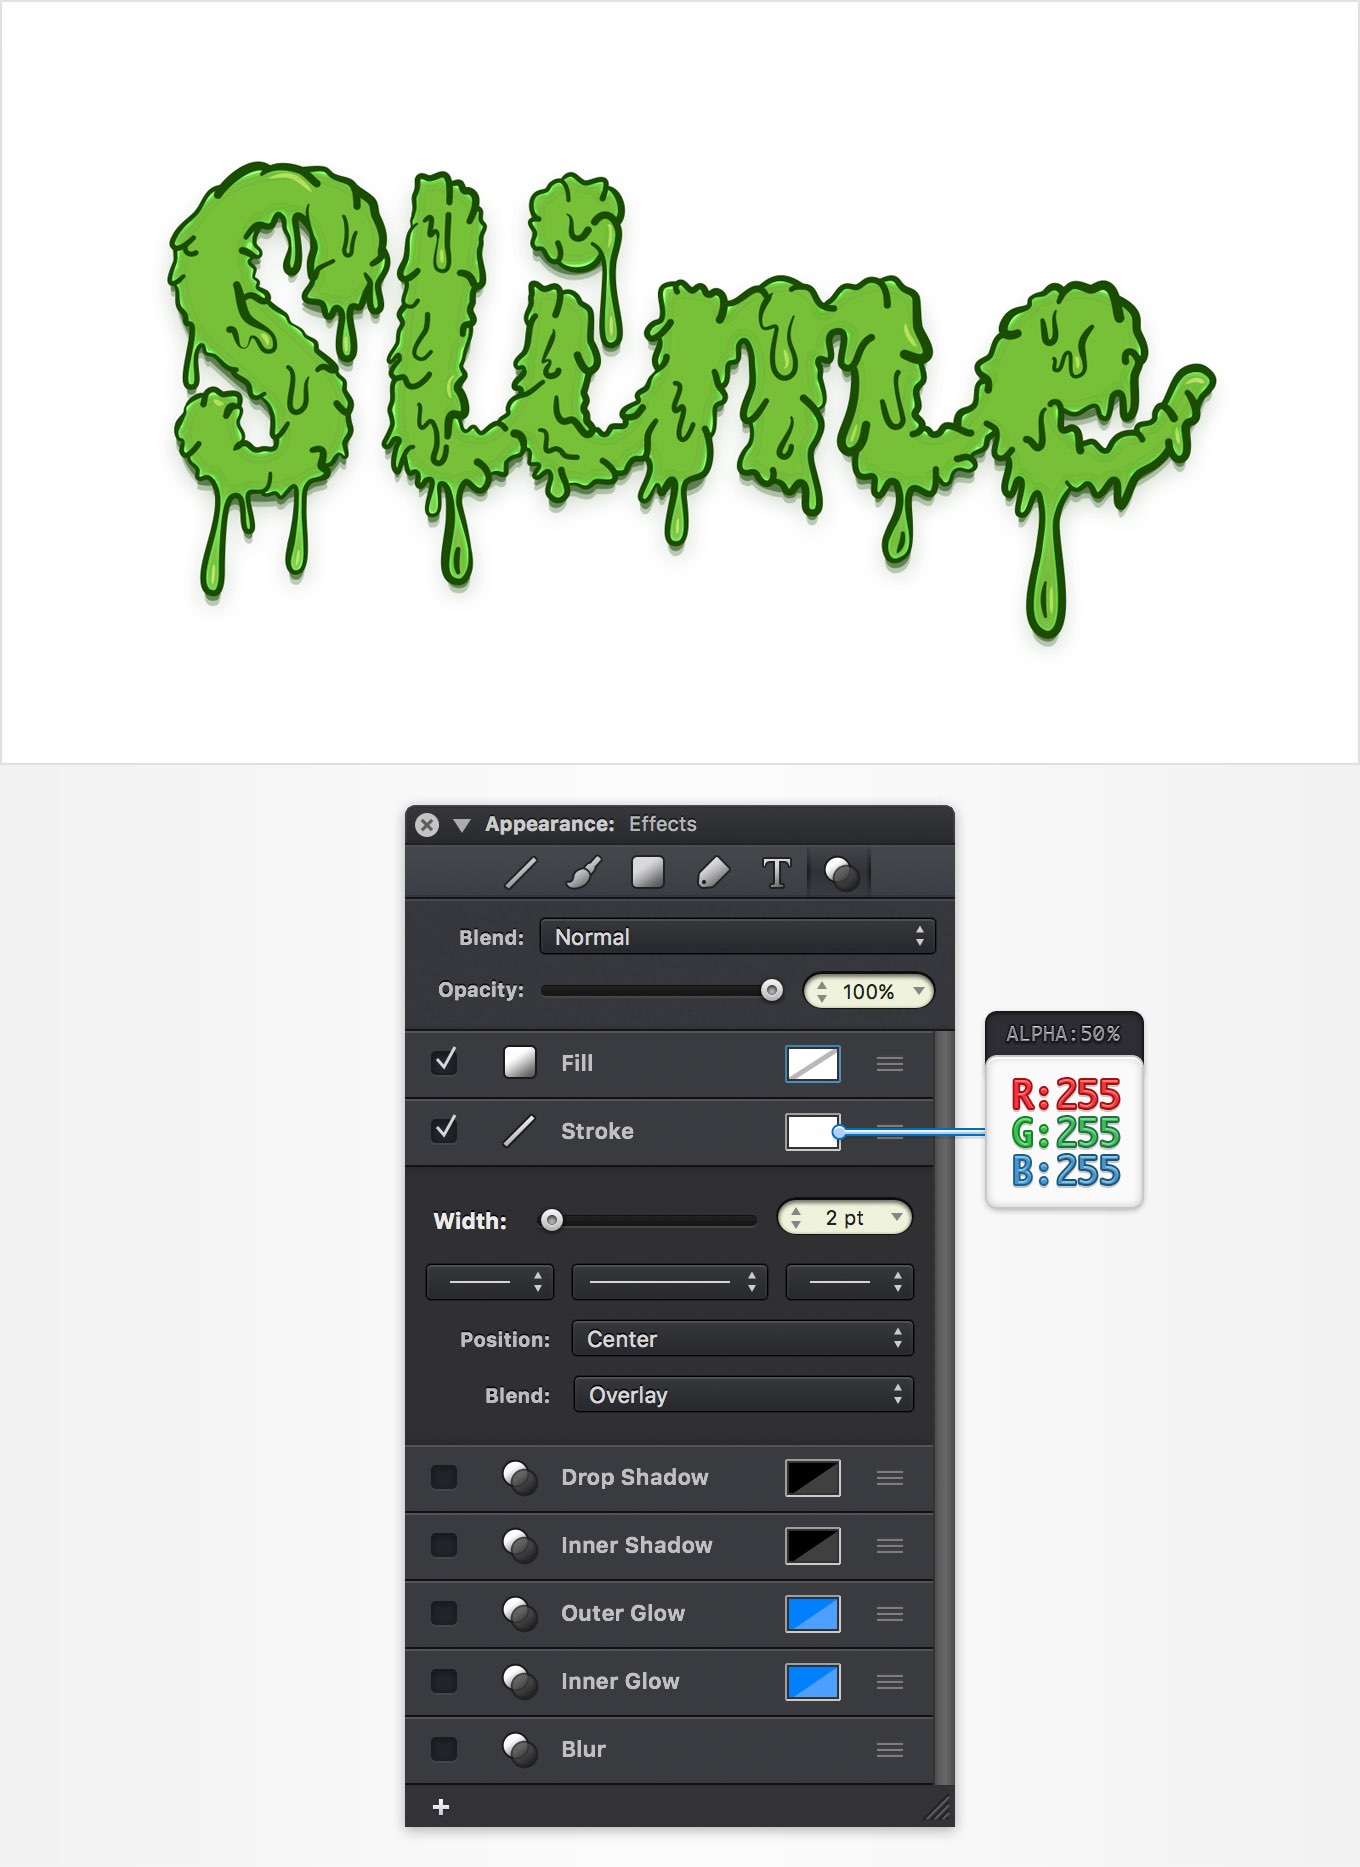 Slime
Appearance: Effects
T
Blend: Normal
Opacity: 100%
ALPHA:50%
Fill
R:255
Stroke
G:255
B:255
Width: 2 pt
Position: Center
Blend: Overlay
Drop Shadow
Inner Shadow
Outer Glow
Inner Glow
Blur
+